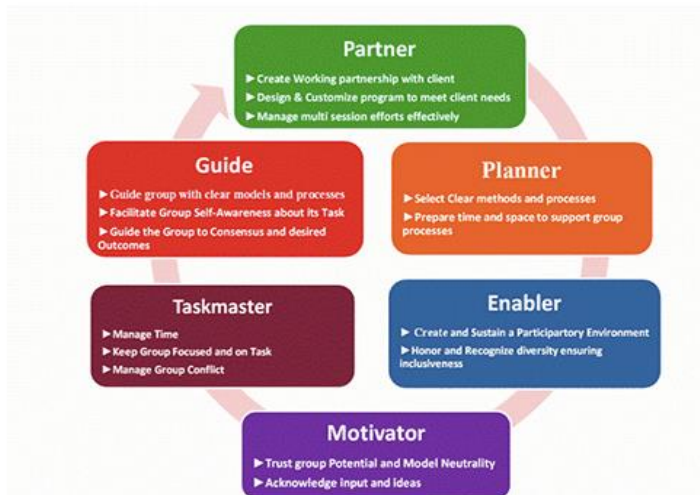 Partner
►Create Working partnership with client
►Design & Customize program to meet client needs
►Manage multi session efforts effectively
Planner
►Select Clear methods and processes
►Prepare time and space to support group
processes
Enabler
►Create and Sustain a Participartory Environment
►Honor and Recognize diversity ensuring
inclusiveness
Motivator
►Trust group Potential and Model Neutrality
►Acknowledge input and ideas
Taskmaster
►Manage Time
►Keep Group Focused and on Task
►Manage Group Conflict
Guide
►Guide group with clear models and processes
►Facilitate Group Self-Awareness about its Task
►Guide the Group to Consensus and desired
Outcomes